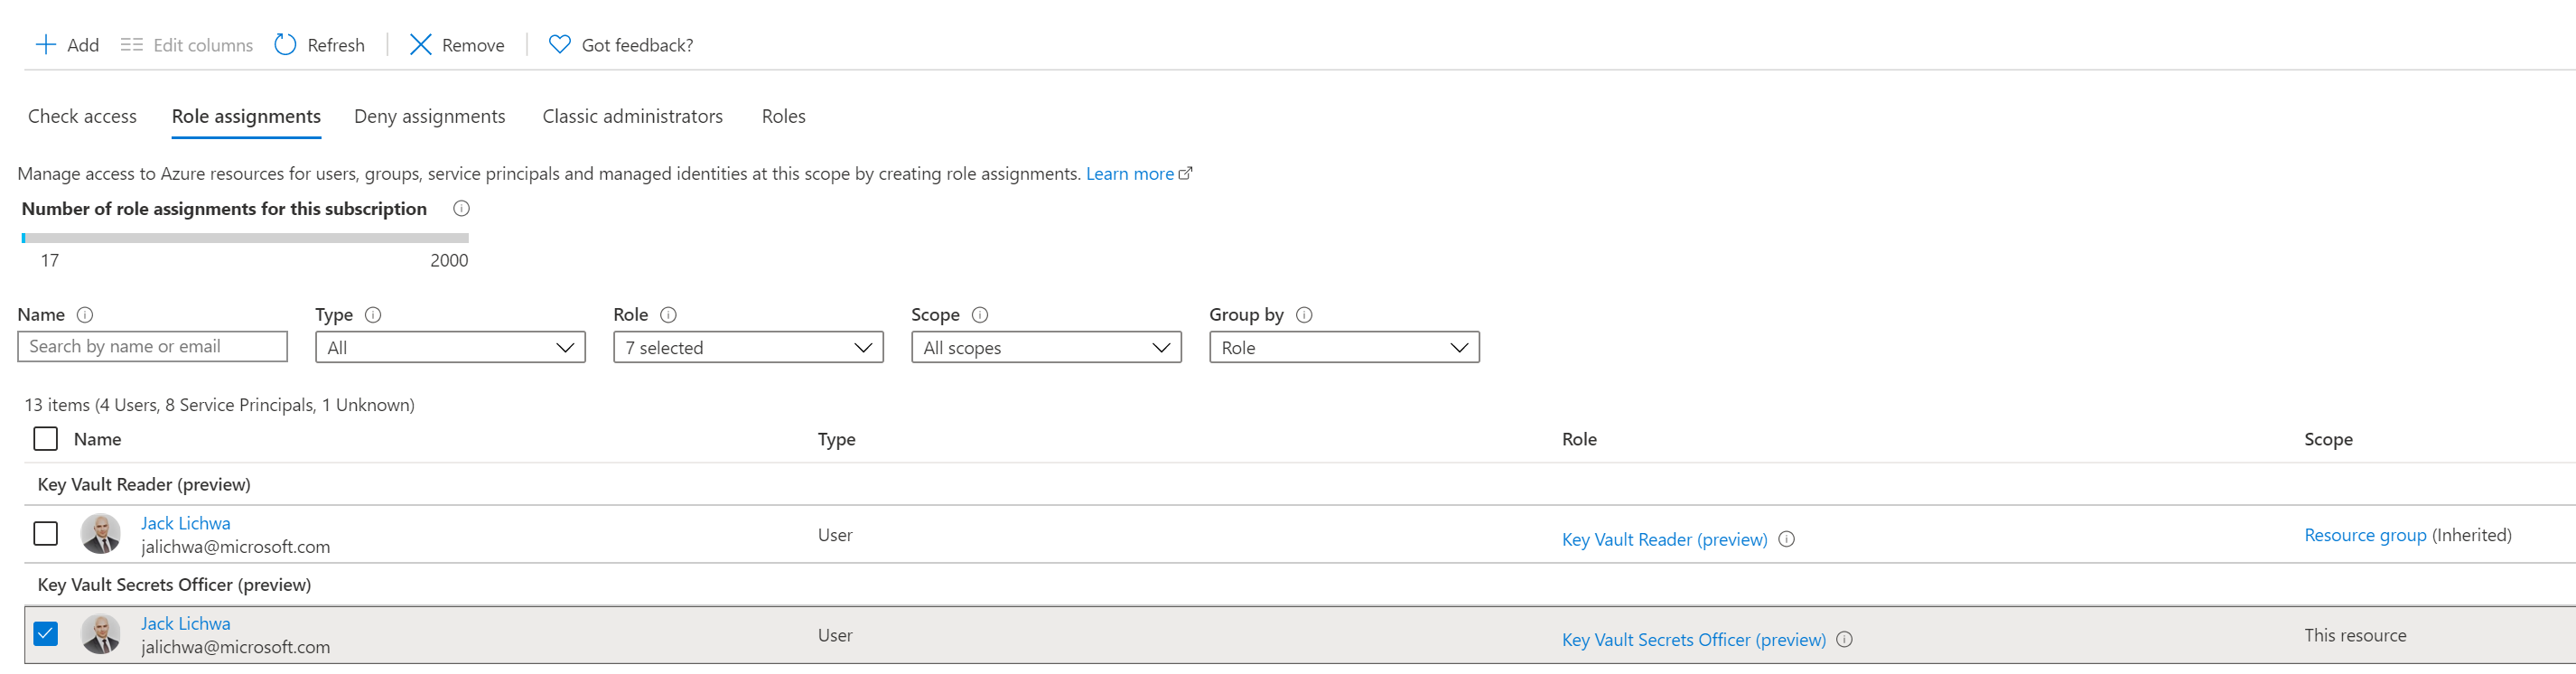 Add Edit columns Refresh Remove Got feedback?
Check access Role assignments Deny assignments Classic administrators Roles
Manage access to Azure resources for users, groups, service principals and managed identities at this scope by creating role assignments. Learn more
Number of role assignments for this subscription
17 2000
Name Type Role Scope Group by
Search by name or email All 7 selected All scopes Role
13 items (4 Users, 8 Service Principals, 1 Unknown)
Name Type Role Scope
Key Vault Reader (preview)
Jack Lichwa
jalichwa@microsoft.com User Key Vault Reader (preview) Resource group (Inherited)
Key Vault Secrets Officer (preview)
Jack Lichwa
jalichwa@microsoft.com User Key Vault Secrets Officer (preview) This resource